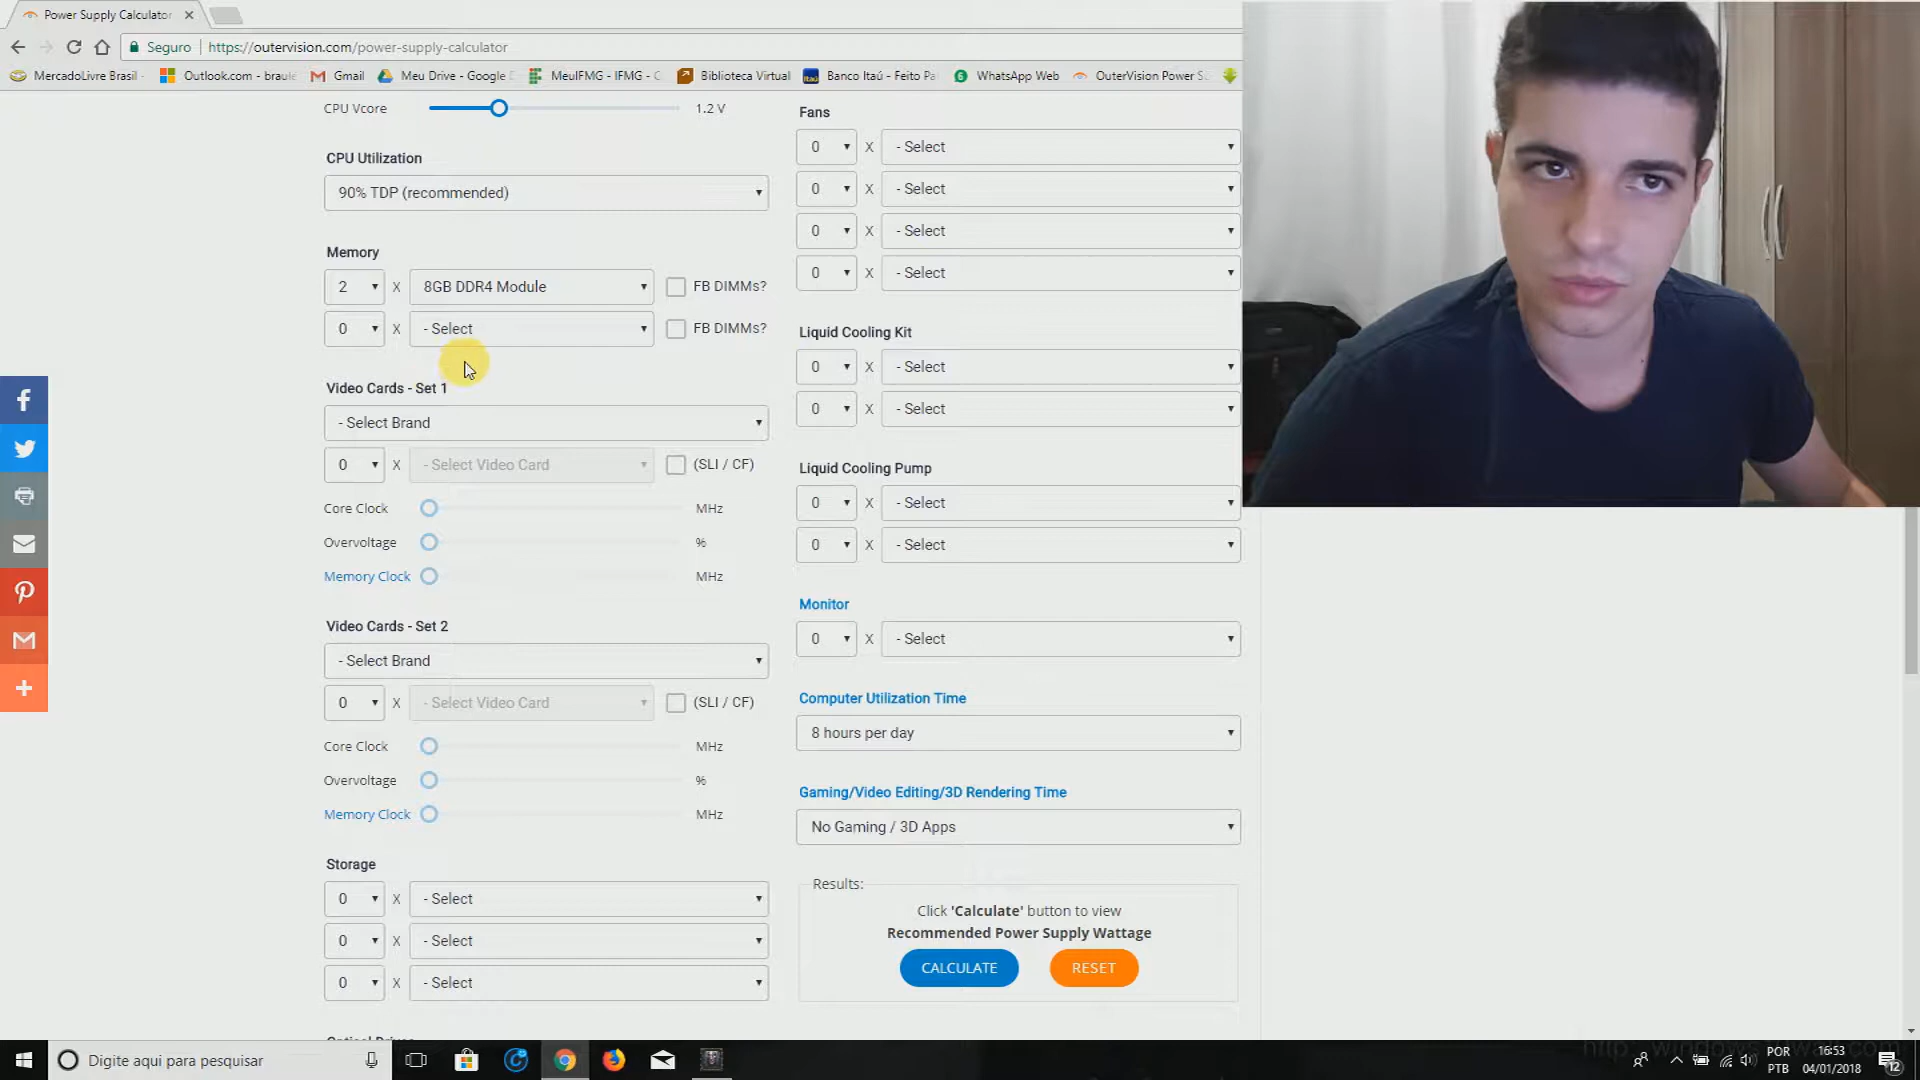 Power Supply Calculator
Seguro
https://outervision.com/power-supply-calculator
MercadoLivre Brasil
Outlook.com - braule
Gmail
Meu Drive - Google
MeuIFMG - IFMG -
Biblioteca Virtual
Banco Itaú - Feito Pa
WhatsApp Web
OuterVision Power S
CPU Vcore
1.2 V
CPU Utilization
90% TDP (recommended)
Memory
2 X 8GB DDR4 Module FB DIMMs?
0 X - Select FB DIMMs?
Video Cards - Set 1
- Select Brand
0 X - Select Video Card (SLI / CF)
Core Clock MHz
Overvoltage %
Memory Clock MHz
Video Cards - Set 2
- Select Brand
0 X - Select Video Card (SLI / CF)
Core Clock MHz
Overvoltage %
Memory Clock MHz
Storage
0 X - Select
0 X - Select
0 X - Select
Fans
0 X - Select
0 X - Select
0 X - Select
0 X - Select
Liquid Cooling Kit
0 X - Select
0 X - Select
Liquid Cooling Pump
0 X - Select
0 X - Select
Monitor
0 X - Select
Computer Utilization Time
8 hours per day
Gaming/Video Editing/3D Rendering Time
No Gaming / 3D Apps
Results:
Click 'Calculate' button to view
Recommended Power Supply Wattage
CALCULATE
RESET
Digite aqui para pesquisar
POR
PTB
16:53
04/01/2018
12